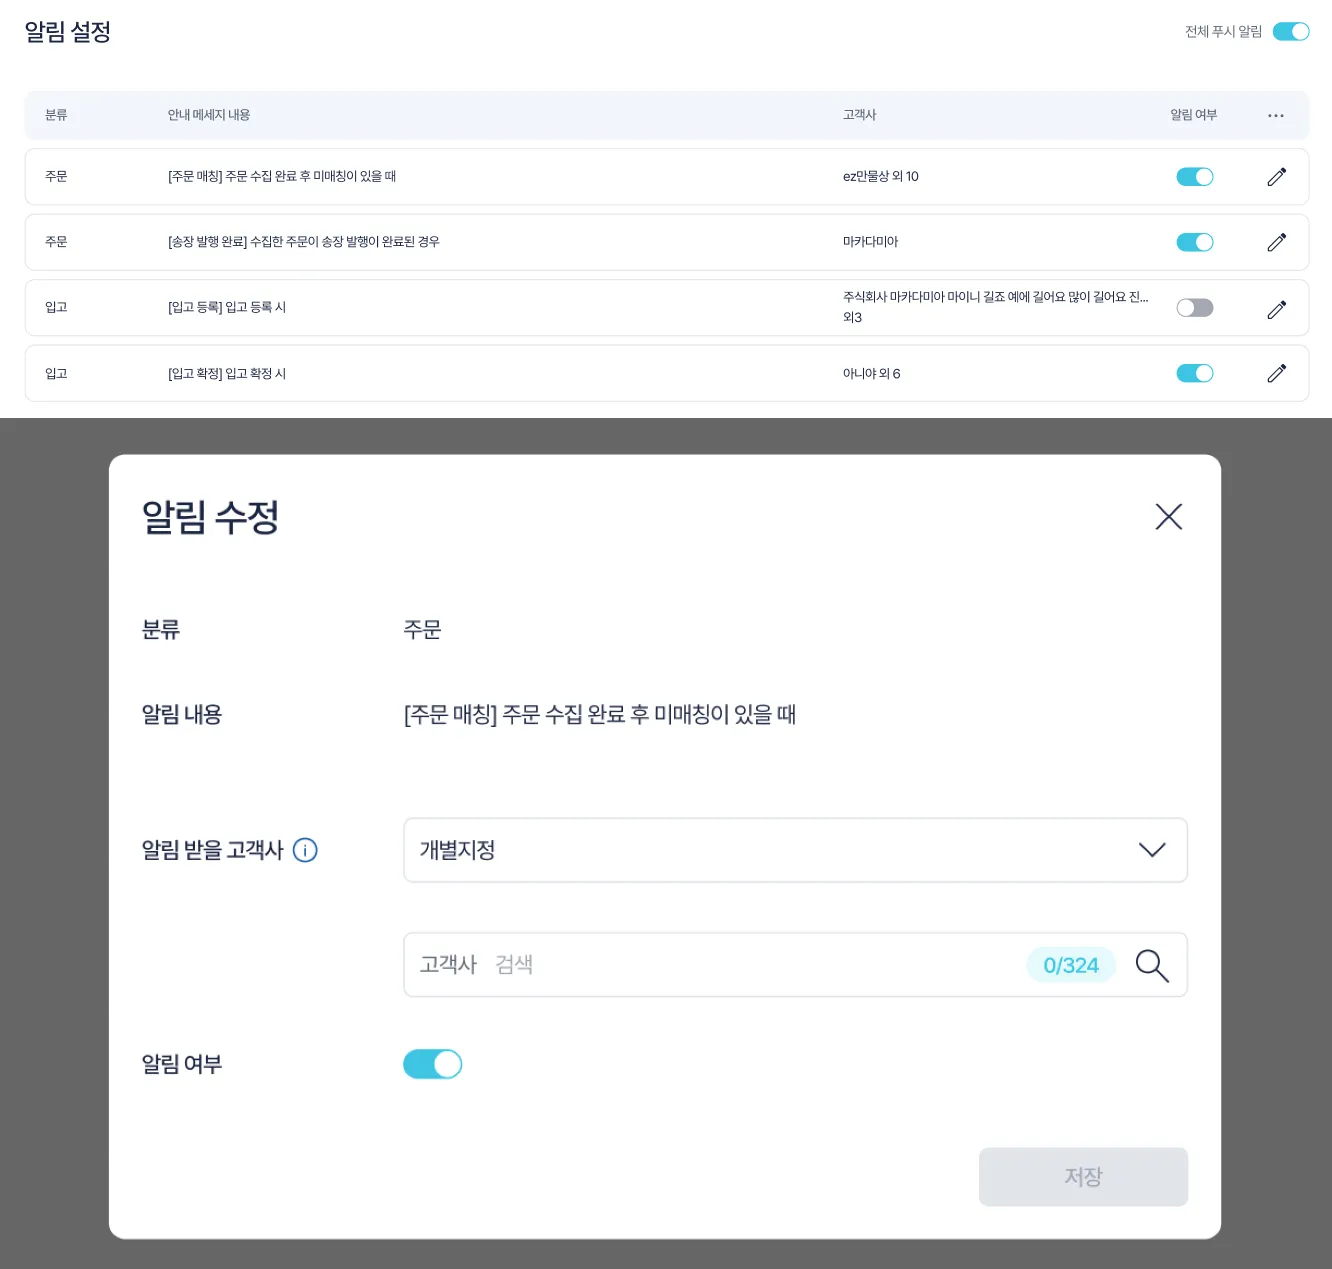 알림 설정
전체 푸시 알림
분류 안내 메세지 내용 고객사 알림 여부 ...
주문 [주문 매칭] 주문 수집 완료 후 미매칭이 있을 때 ez만물상 외 10
주문 [송장 발행 완료] 수집한 주문이 송장 발행이 완료된 경우 마카다미아
입고 [입고 등록] 입고 등록 시 주식회사 마카다미아 마이니 길죠 예에 길어요 많이 길어요 진...
외3
입고 [입고 확정] 입고 확정 시 아니야 외 6
알림 수정
분류 주문
알림 내용 [주문 매칭] 주문 수집 완료 후 미매칭이 있을 때
알림 받을 고객사 개별지정
고객사 검색 0/324
알림 여부
저장